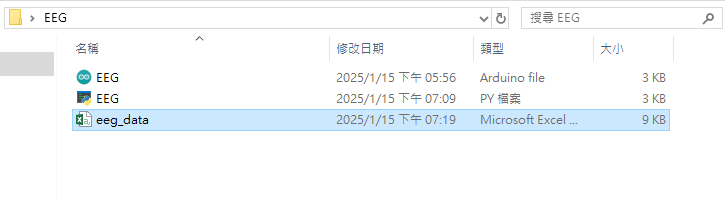 EEG
搜尋 EEG
名稱 修改日期 類型 大小
EEG 2025/1/15 下午 05:56 Arduino file 3 KB
EEG 2025/1/15 下午 07:09 PY 檔案 3 KB
eeg_data 2025/1/15 下午 07:19 Microsoft Excel ... 9 KB